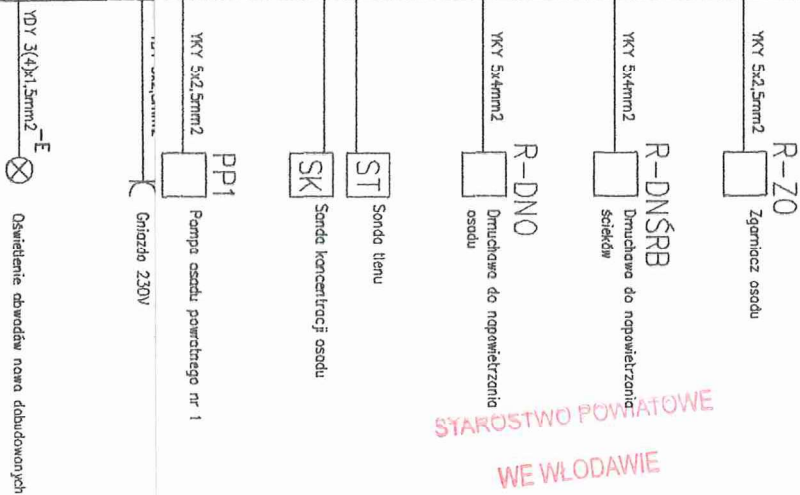 YKY 5x2,5mm2
R-ZO
Zgarniacz osadu
YKY 5x4mm2
R-DNŚRB
Dmuchawa do napowietrzania
ścieków
YKY 5x4mm2
R-DNO
Dmuchawa do napowietrzania
osadu
ST
Sonda tlenu
SK
Sonda koncentracji osadu
YKY 5x2,5mm2
PP1
Pompa osadu powrotnego nr 1
Gniazdo 230V
YDY 3(4)x1,5mm2
-E
Oświetlenie obwodów nowo dobudowanych
STAROSTWO POWIATOWE
WE WŁODAWIE